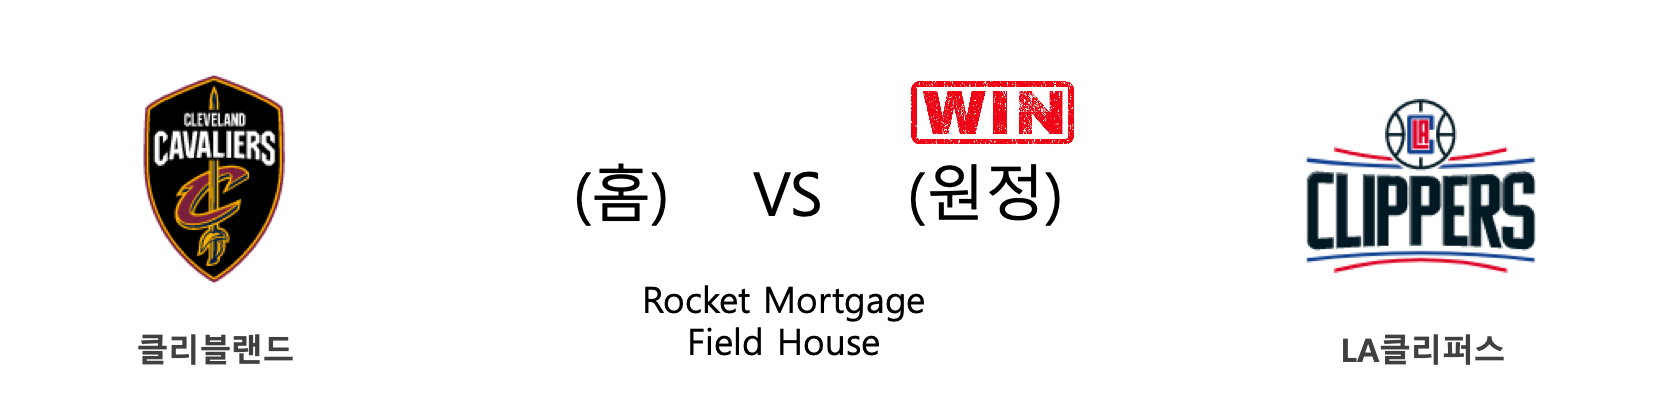 CLEVELAND
CAVALIERS
C
클리블랜드
(홈) VS (원정)
WIN
Rocket Mortgage
Field House
LA
CLIPPERS
LA클리퍼스